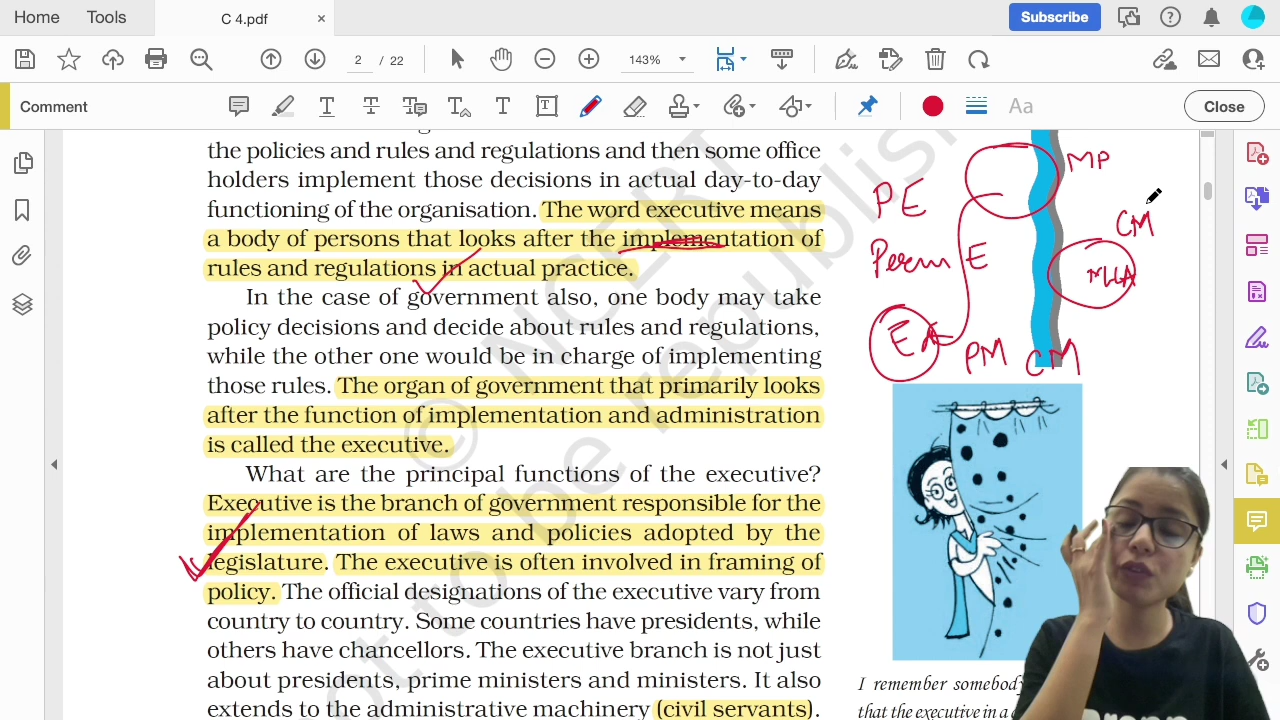 Home Tools C 4.pdf × Subscribe
2 / 22 143%
Comment Aa Close
the policies and rules and regulations and then some office
holders implement those decisions in actual day-to-day
functioning of the organisation. The word executive means
a body of persons that looks after the implementation of
rules and regulations in actual practice.
In the case of government also, one body may take
policy decisions and decide about rules and regulations,
while the other one would be in charge of implementing
those rules. The organ of government that primarily looks
after the function of implementation and administration
is called the executive.
What are the principal functions of the executive?
Executive is the branch of government responsible for the
implementation of laws and policies adopted by the
legislature. The executive is often involved in framing of
policy. The official designations of the executive vary from
country to country. Some countries have presidents, while
others have chancellors. The executive branch is not just
about presidents, prime ministers and ministers. It also
extends to the administrative machinery (civil servants).
© NCERT
not to be republish
MP
PE
CM
Perm E
MLA
E
PM CM
I remember somebody
that the executive in a